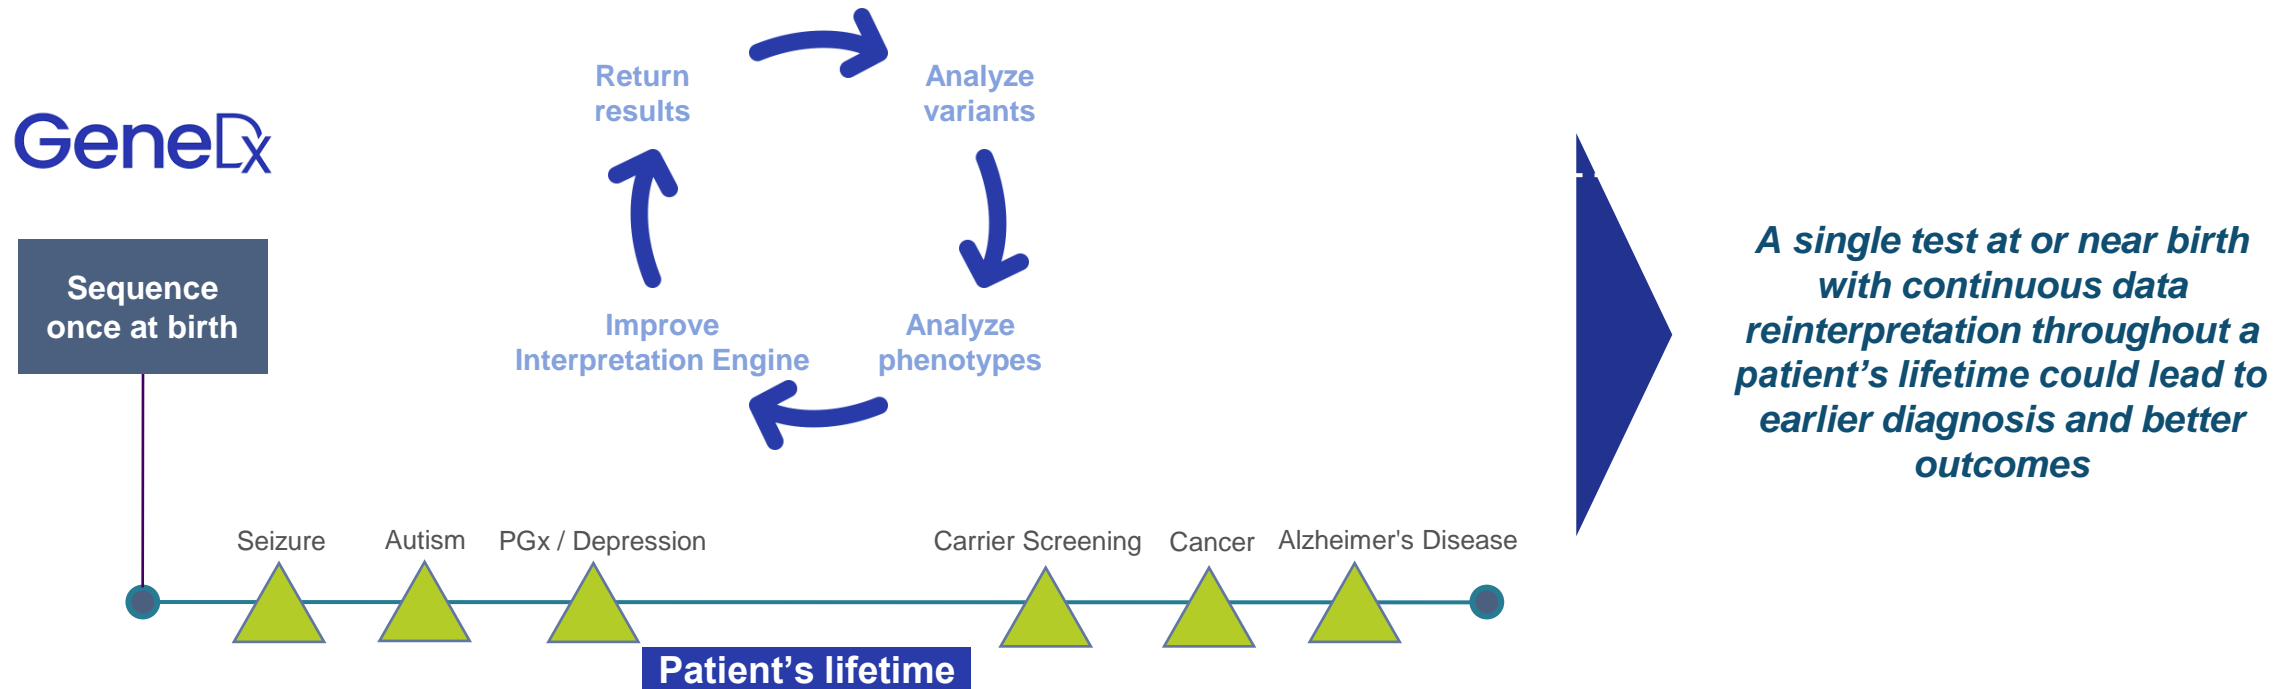 GeneDx
Sequence
once at birth
Return
results
Analyze
variants
Improve
Interpretation Engine
Analyze
phenotypes
Seizure
Autism
PGx / Depression
Carrier Screening
Cancer
Alzheimer's Disease
Patient’s lifetime
A single test at or near birth
with continuous data
reinterpretation throughout a
patient’s lifetime could lead to
earlier diagnosis and better
outcomes